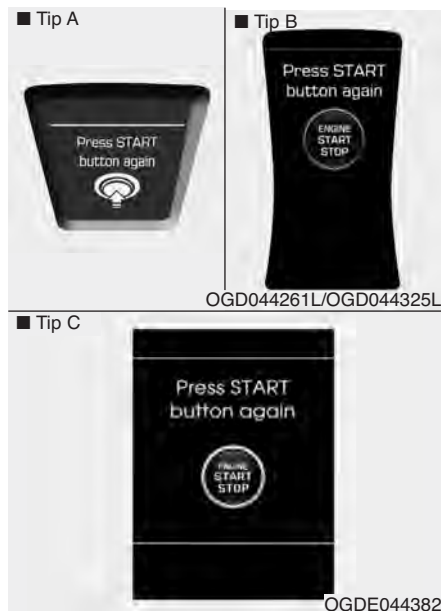 ■ Tip A
Press START
button again
■ Tip B
Press START
button again
ENGINE
START
STOP
OGD044261L/OGD044325L
■ Tip C
Press START
button again
ENGINE
START
STOP
OGDE044382